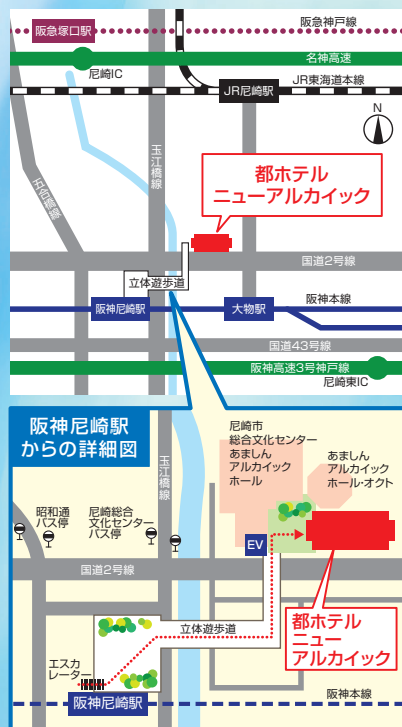 阪急塚口駅
阪急神戸線
名神高速
尼崎IC
JR東海道本線
JR尼崎駅
N
玉江橋線
五合橋線
都ホテル
ニューアルカイック
国道2号線
立体遊歩道
阪神尼崎駅
大物駅
阪神本線
国道43号線
阪神高速3号神戸線
尼崎東IC
阪神尼崎駅
からの詳細図
玉江橋線
尼崎市
総合文化センター
あましん
アルカイック
ホール
あましん
アルカイック
ホール・オクト
昭和通
バス停
尼崎総合
文化センター
バス停
EV
国道2号線
立体遊歩道
都ホテル
ニュー
アルカイック
エスカ
レーター
阪神尼崎駅
阪神本線